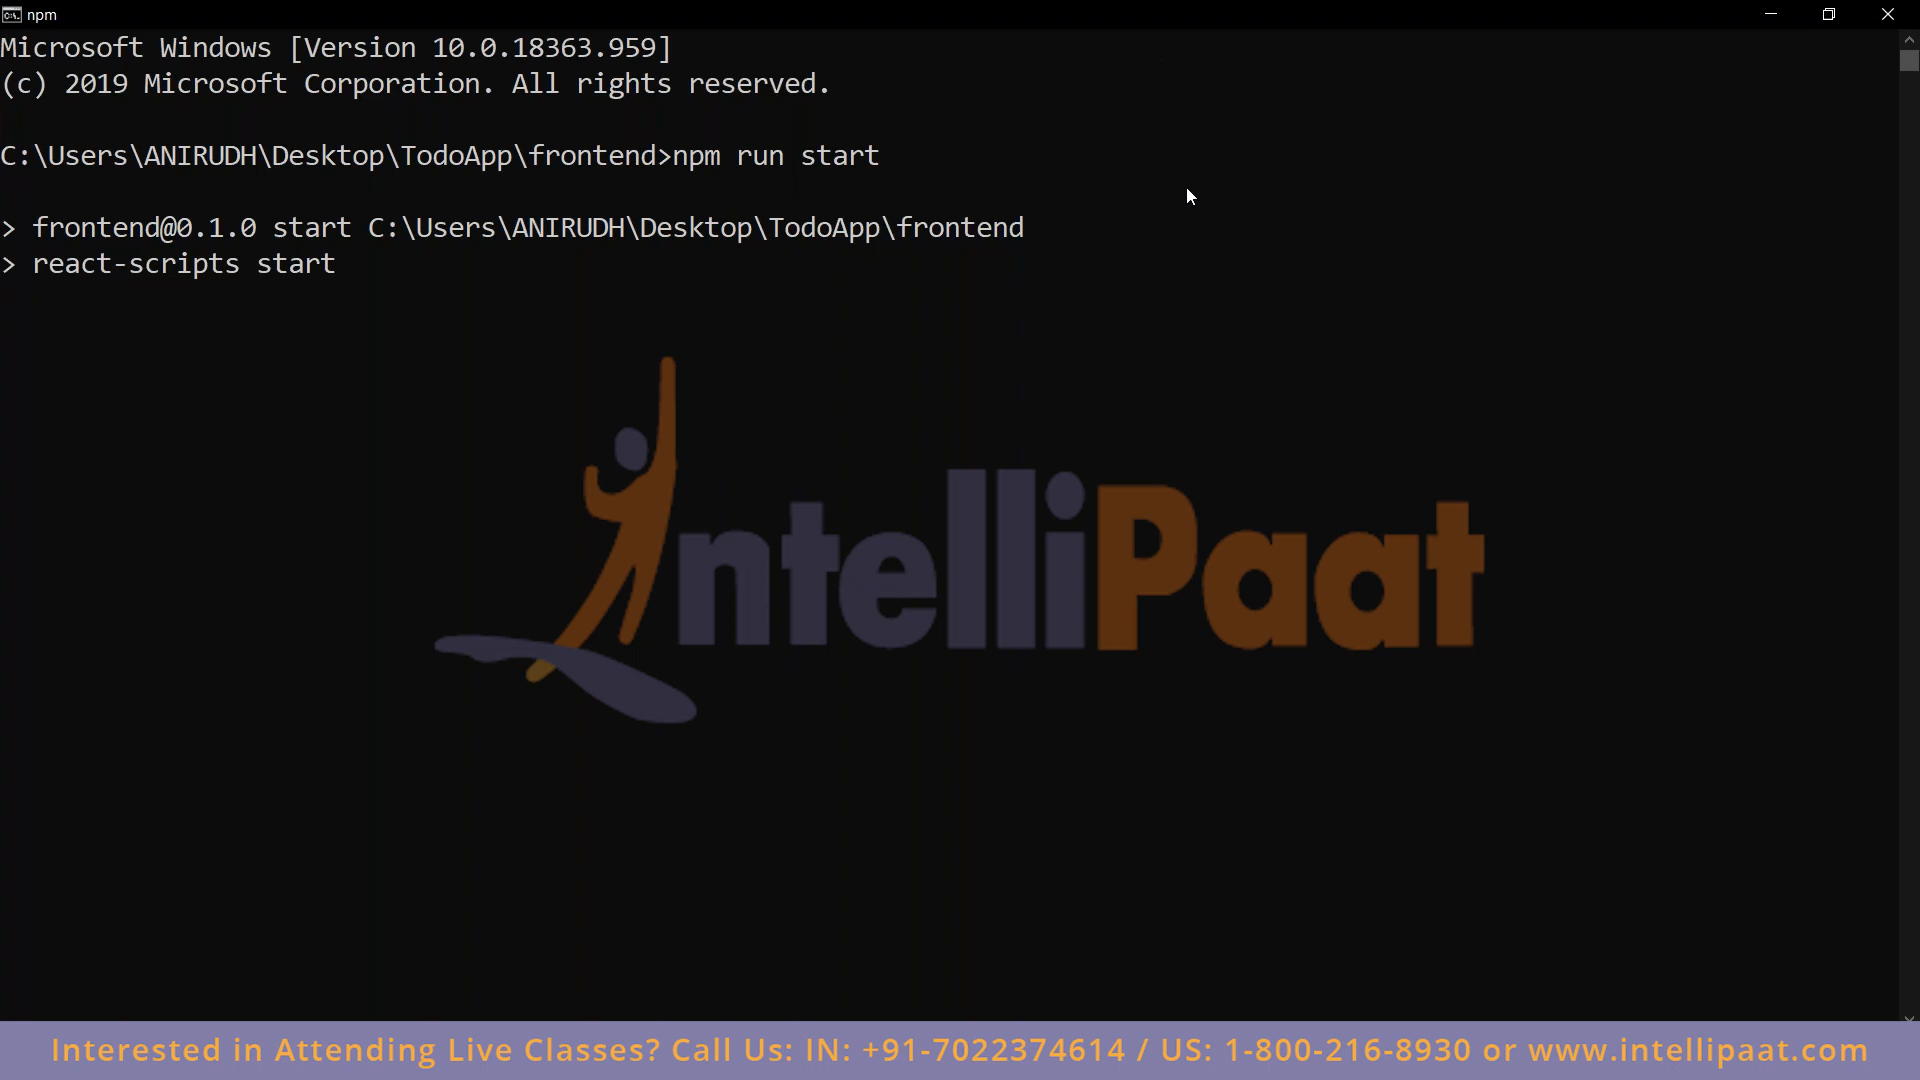 npm
Microsoft Windows [Version 10.0.18363.959]
(c) 2019 Microsoft Corporation. All rights reserved.
C:\Users\ANIRUDH\Desktop\TodoApp\frontend>npm run start
> frontend@0.1.0 start C:\Users\ANIRUDH\Desktop\TodoApp\frontend
> react-scripts start
IntelliPaat
Interested in Attending Live Classes? Call Us: IN: +91-7022374614 / US: 1-800-216-8930 or www.intellipaat.com